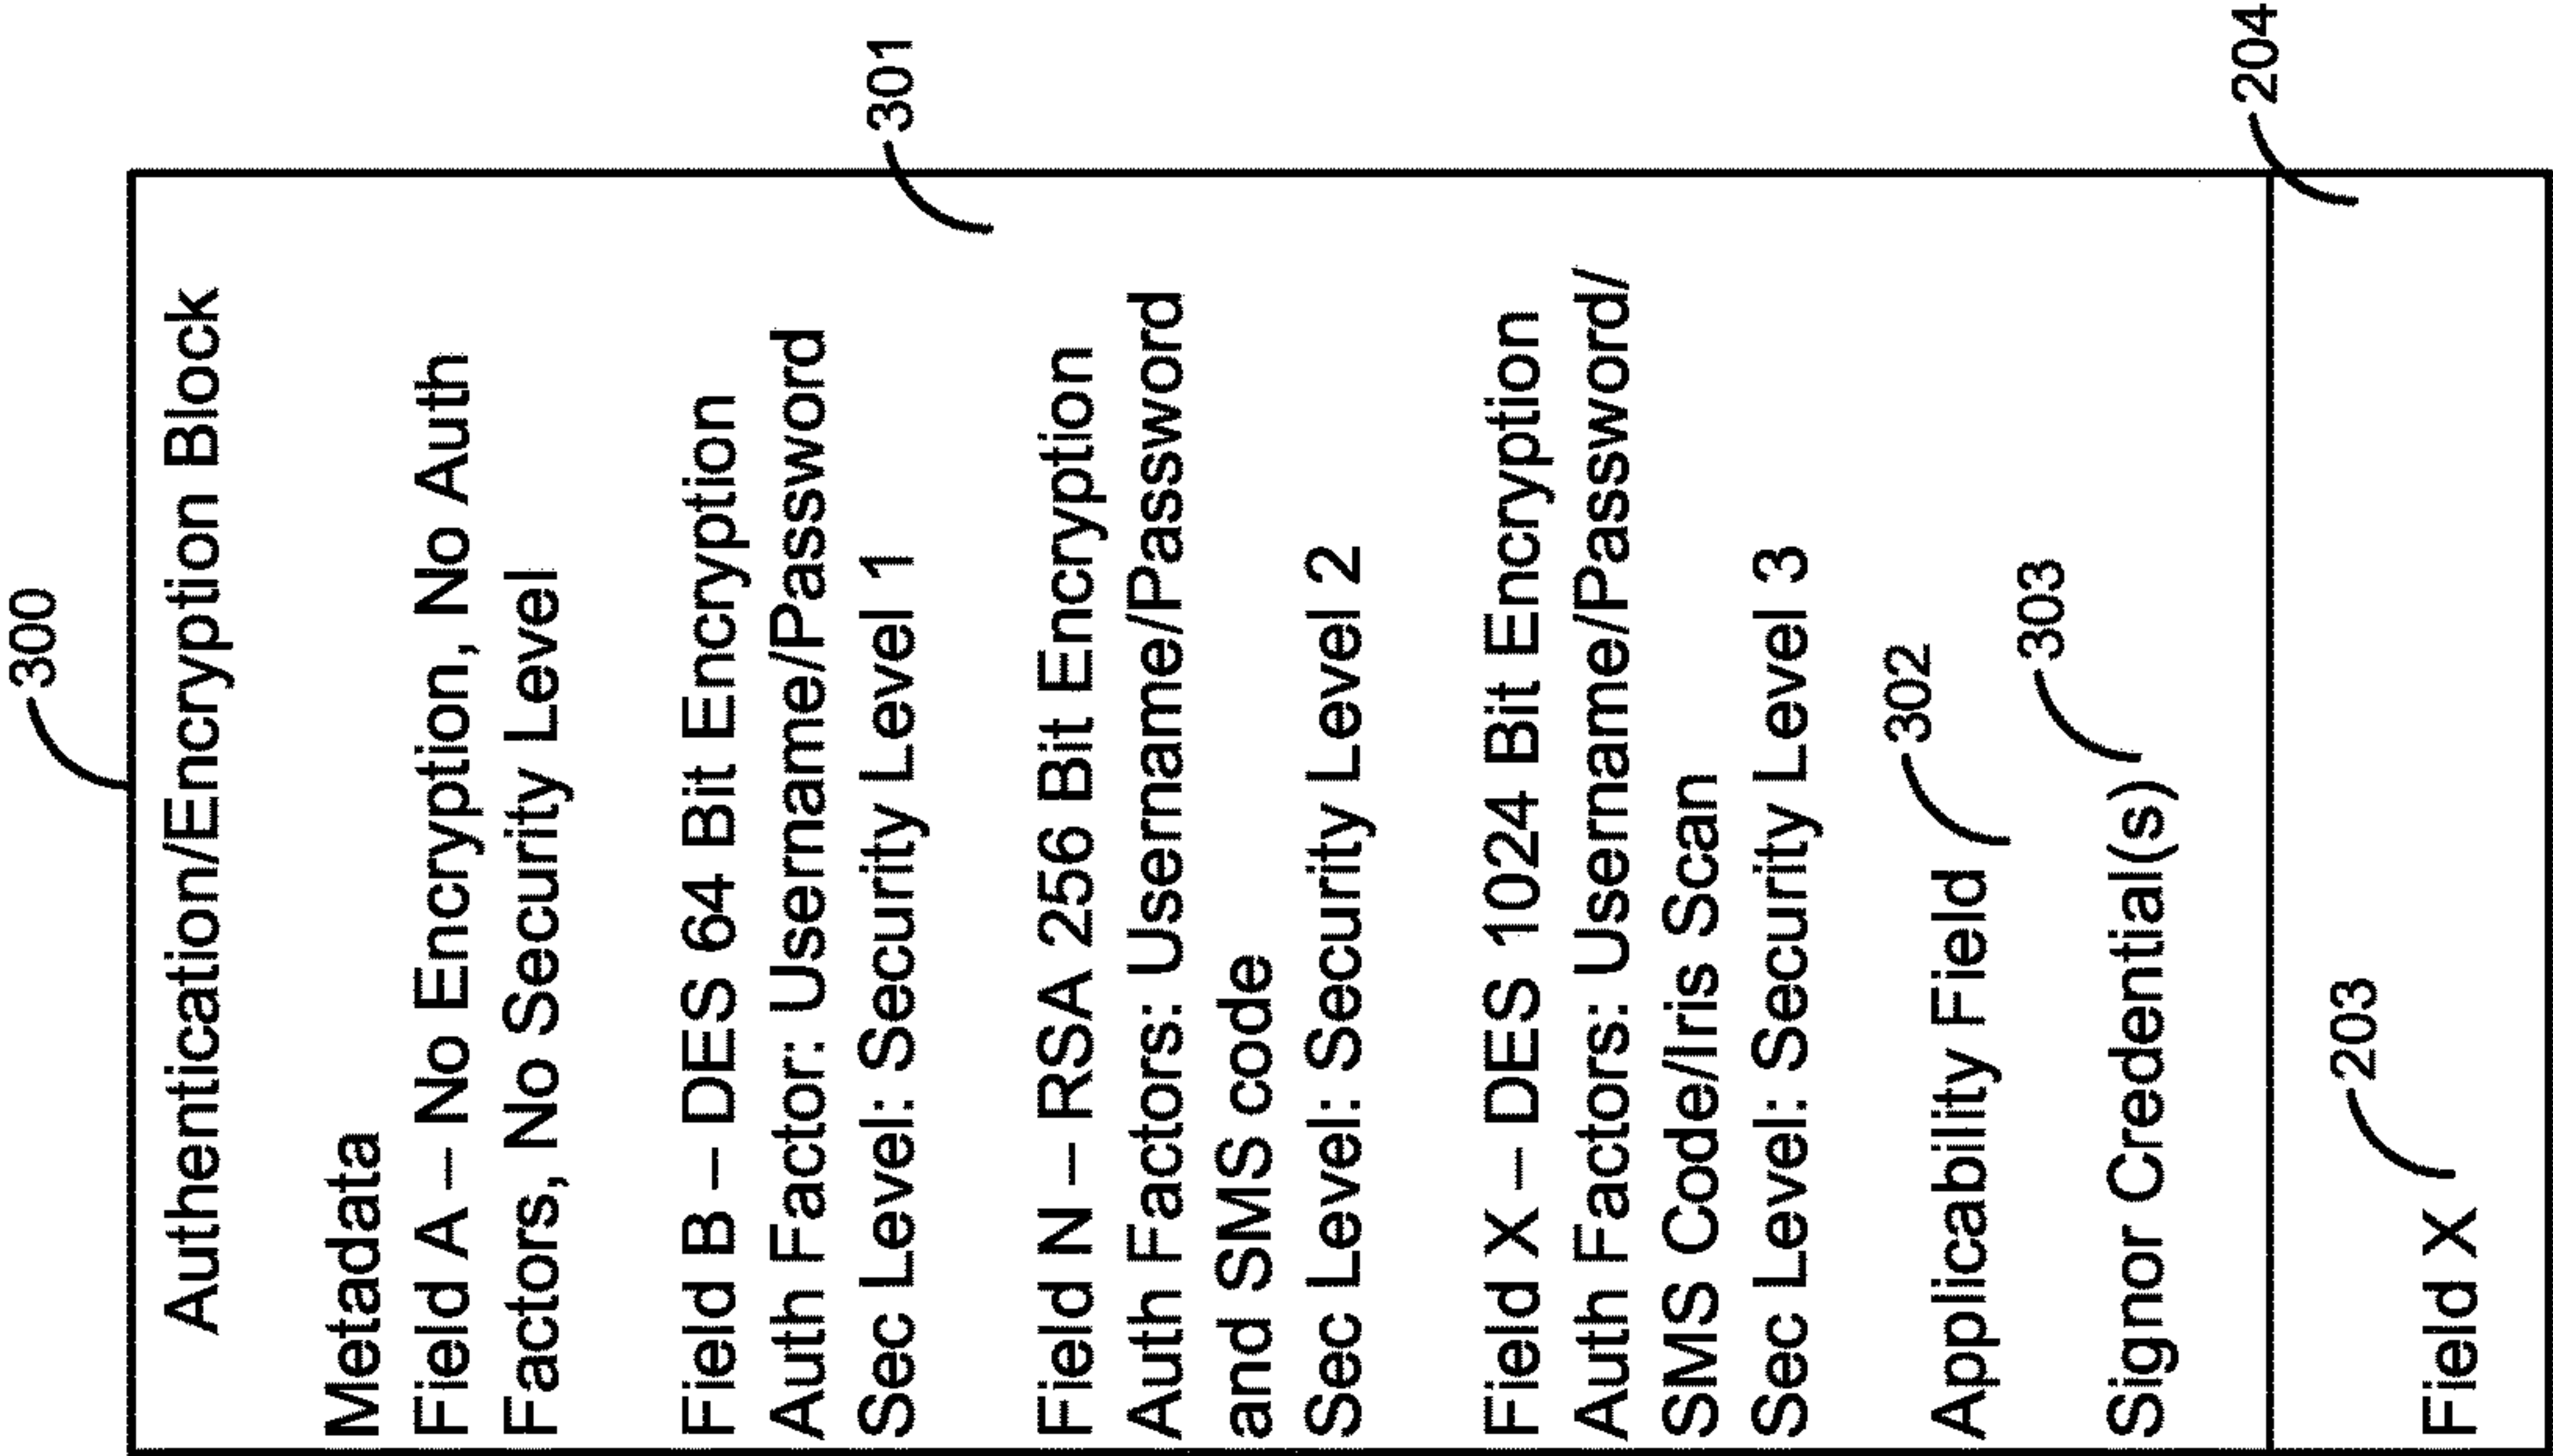 300
Authentication/Encryption Block
301
Metadata
Field A – No Encryption, No Auth
Factors, No Security Level
Field B – DES 64 Bit Encryption
Auth Factor: Username/Password
Sec Level: Security Level 1
Field N – RSA 256 Bit Encryption
Auth Factors: Username/Password
and SMS code
Sec Level: Security Level 2
Field X – DES 1024 Bit Encryption
Auth Factors: Username/Password/
SMS Code/Iris Scan
Sec Level: Security Level 3
Applicability Field
302
Signor Credential(s)
303
204
Field X
203